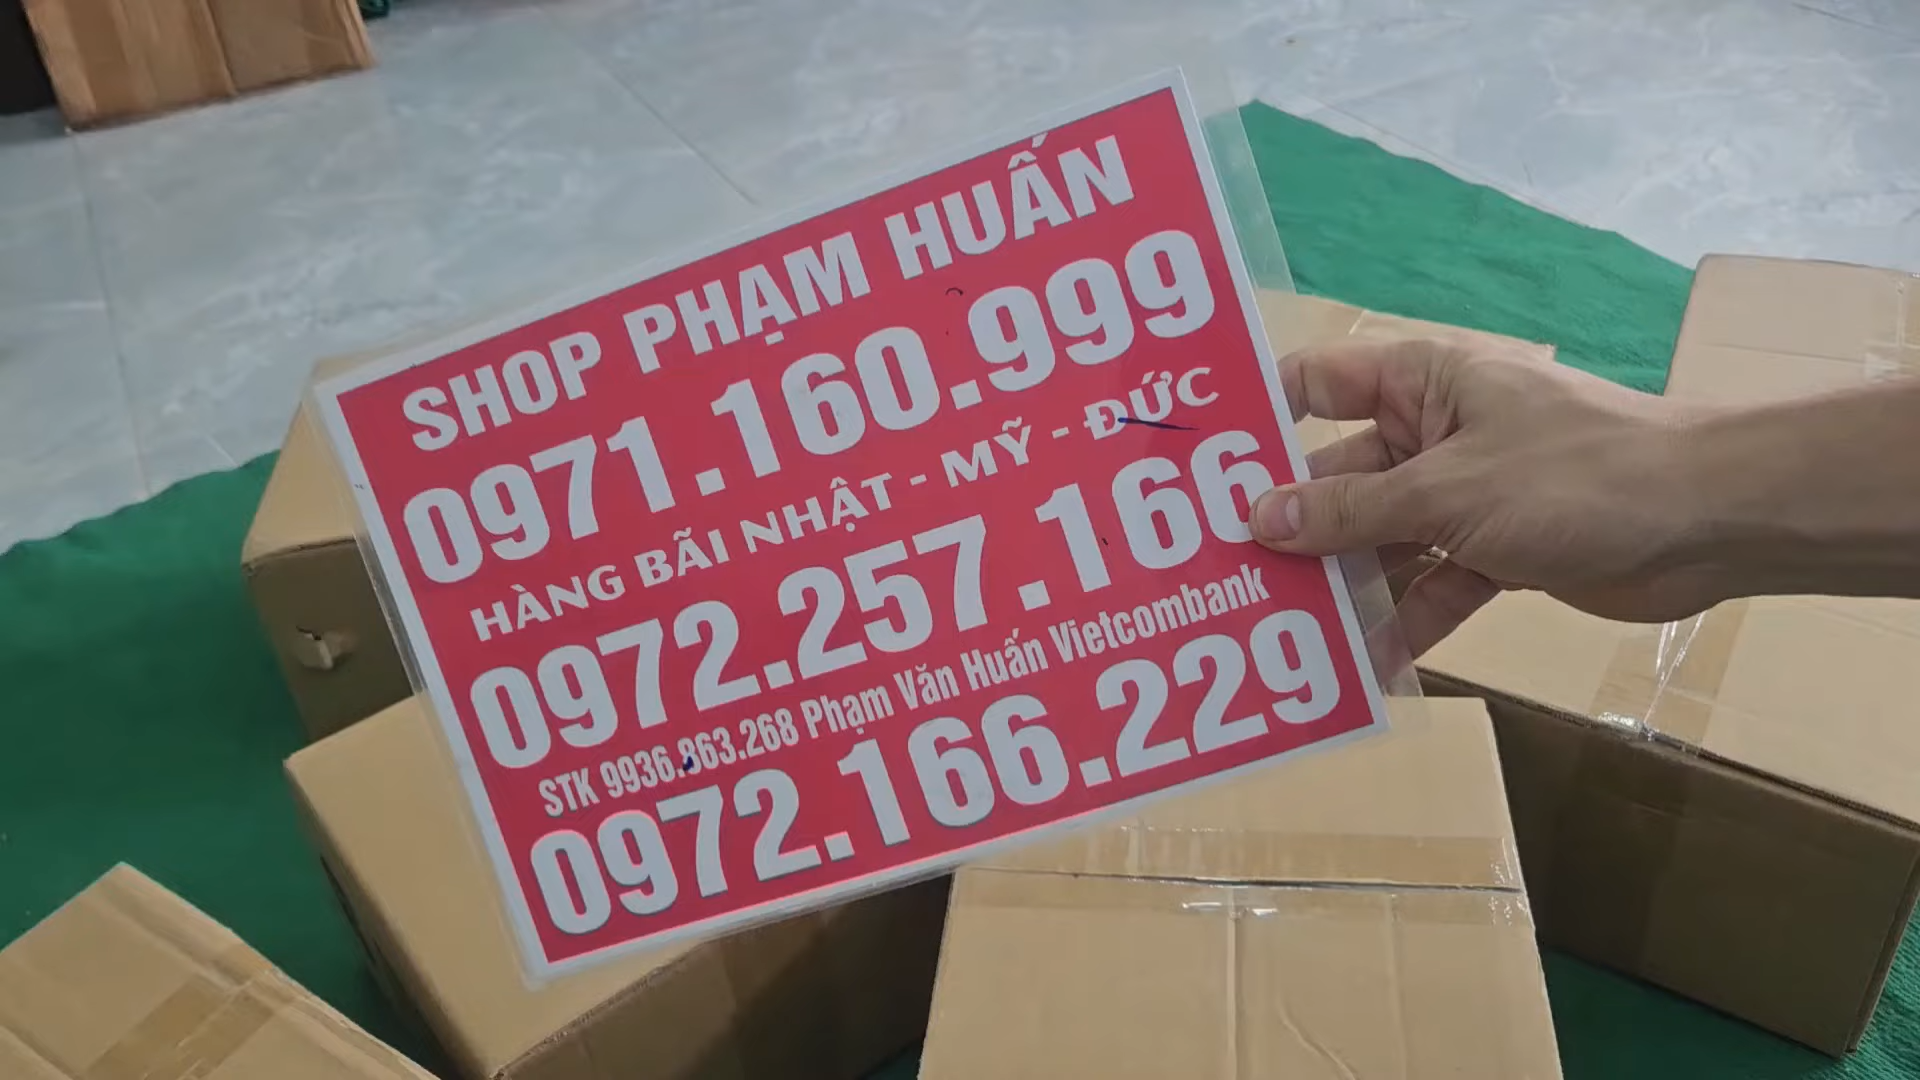 SHOP PHẠM HUẤN
0971.160.999
HÀNG BÃI NHẬT - MỸ - ĐỨC
0972.257.166
STK 9936.863.268 Phạm Văn Huấn Vietcombank
0972.166.229